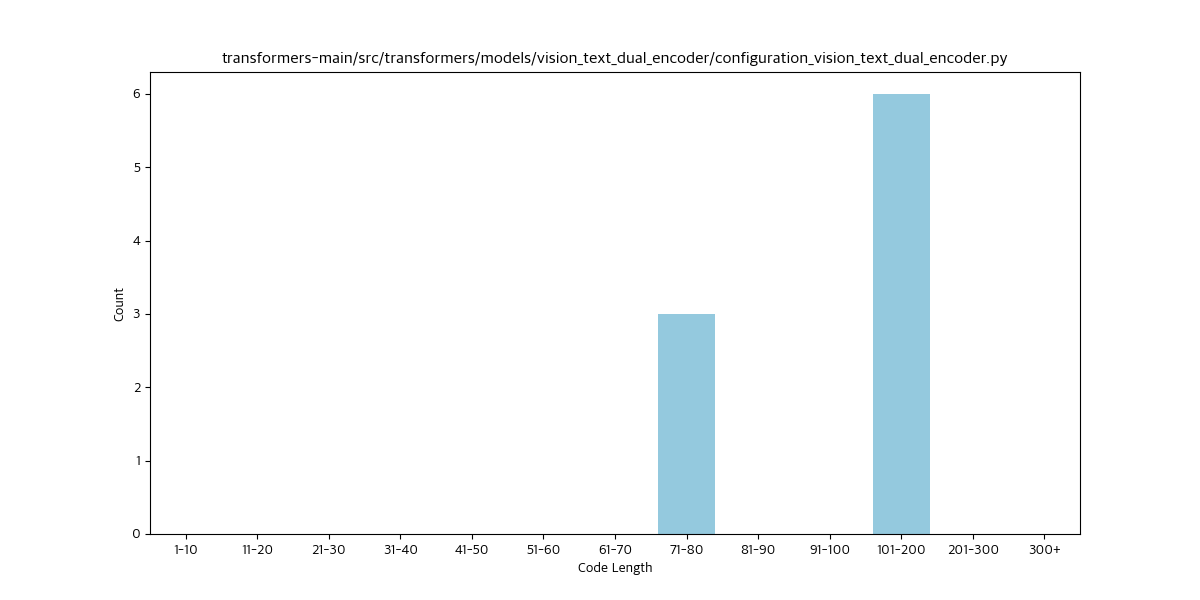 transformers-main/src/transformers/models/vision_text_dual_encoder/configuration_vision_text_dual_encoder.py
6
5
4
3
2
1
0
Count
1-10 11-20 21-30 31-40 41-50 51-60 61-70 71-80 81-90 91-100 101-200 201-300 300+
Code Length